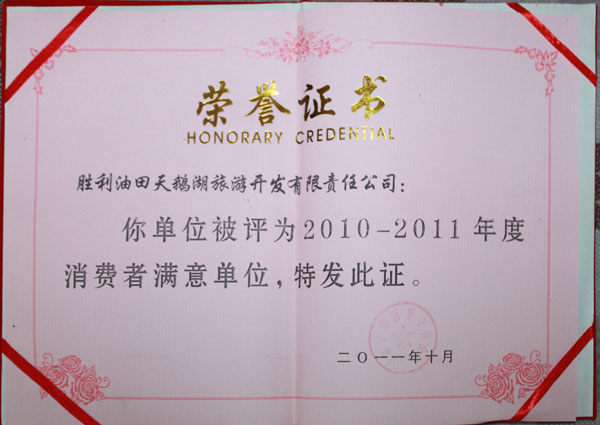 荣誉证书
HONORARY CREDENTIAL
胜利油田天鹅湖旅游开发有限责任公司：
你单位被评为2010-2011年度
消费者满意单位，特发此证。
二〇一一年十月